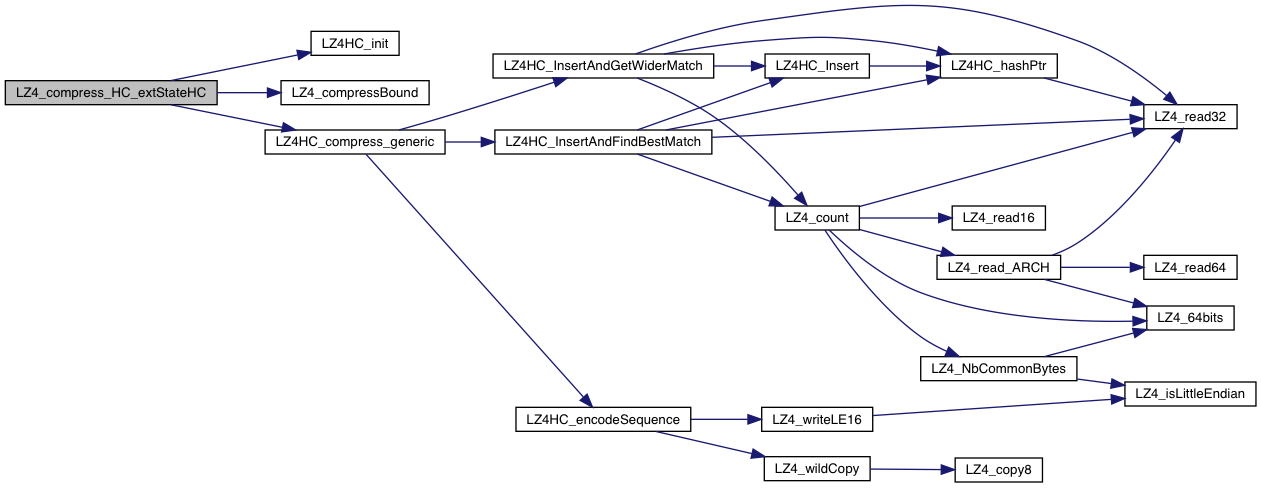 LZ4_compress_HC_extStateHC
LZ4HC_init
LZ4_compressBound
LZ4HC_compress_generic
LZ4HC_InsertAndGetWiderMatch
LZ4HC_InsertAndFindBestMatch
LZ4HC_encodeSequence
LZ4HC_Insert
LZ4_count
LZ4_writeLE16
LZ4_wildCopy
LZ4HC_hashPtr
LZ4_read16
LZ4_read_ARCH
LZ4_NbCommonBytes
LZ4_copy8
LZ4_read32
LZ4_read64
LZ4_64bits
LZ4_isLittleEndian